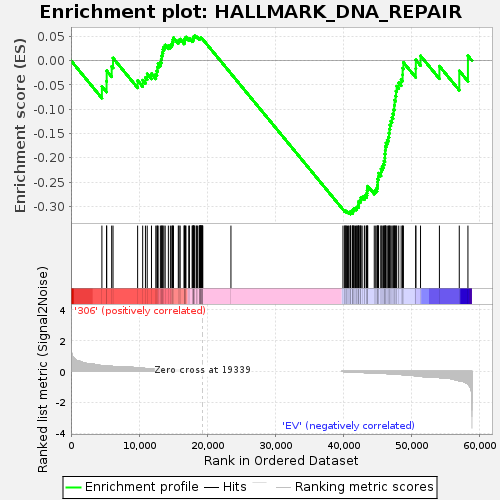 Enrichment plot: HALLMARK_DNA_REPAIR
Enrichment score (ES)
0.05
0.00
-0.05
-0.10
-0.15
-0.20
-0.25
-0.30
'306' (positively correlated)
Zero cross at 19339
'EV' (negatively correlated)
Ranked list metric (Signal2Noise)
4
2
0
-2
-4
0
10,000
20,000
30,000
40,000
50,000
60,000
Rank in Ordered Dataset
Enrichment profile
Hits
Ranking metric scores